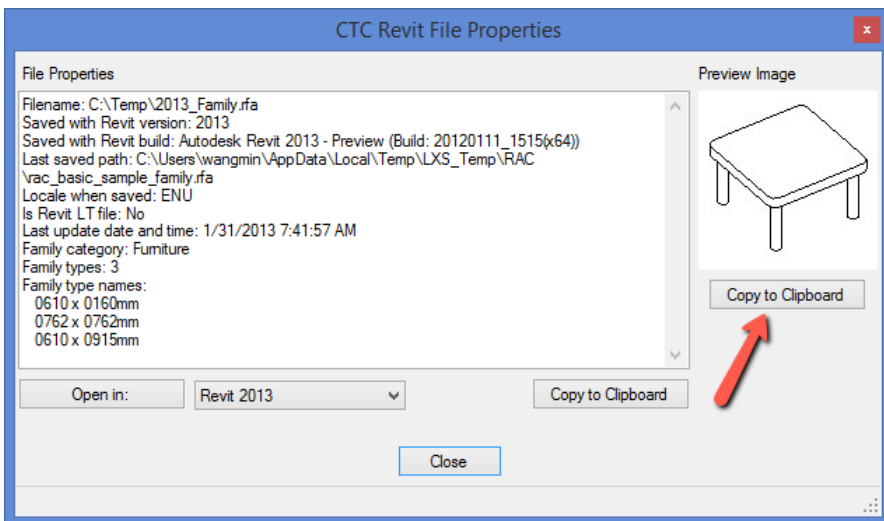 CTC Revit File Properties
x
File Properties
Preview Image
Filename: C:\Temp\2013_Family.rfa
Saved with Revit version: 2013
Saved with Revit build: Autodesk Revit 2013 - Preview (Build: 20120111_1515(x64))
Last saved path: C:\Users\wangmin\AppData\Local\Temp\LXS_Temp\RAC
\rac_basic_sample_family.rfa
Locale when saved: ENU
Is Revit LT file: No
Last update date and time: 1/31/2013 7:41:57 AM
Family category: Furniture
Family types: 3
Family type names:
0610 x 0160mm
0762 x 0762mm
0610 x 0915mm
Copy to Clipboard
Open in:
Revit 2013
Copy to Clipboard
Close